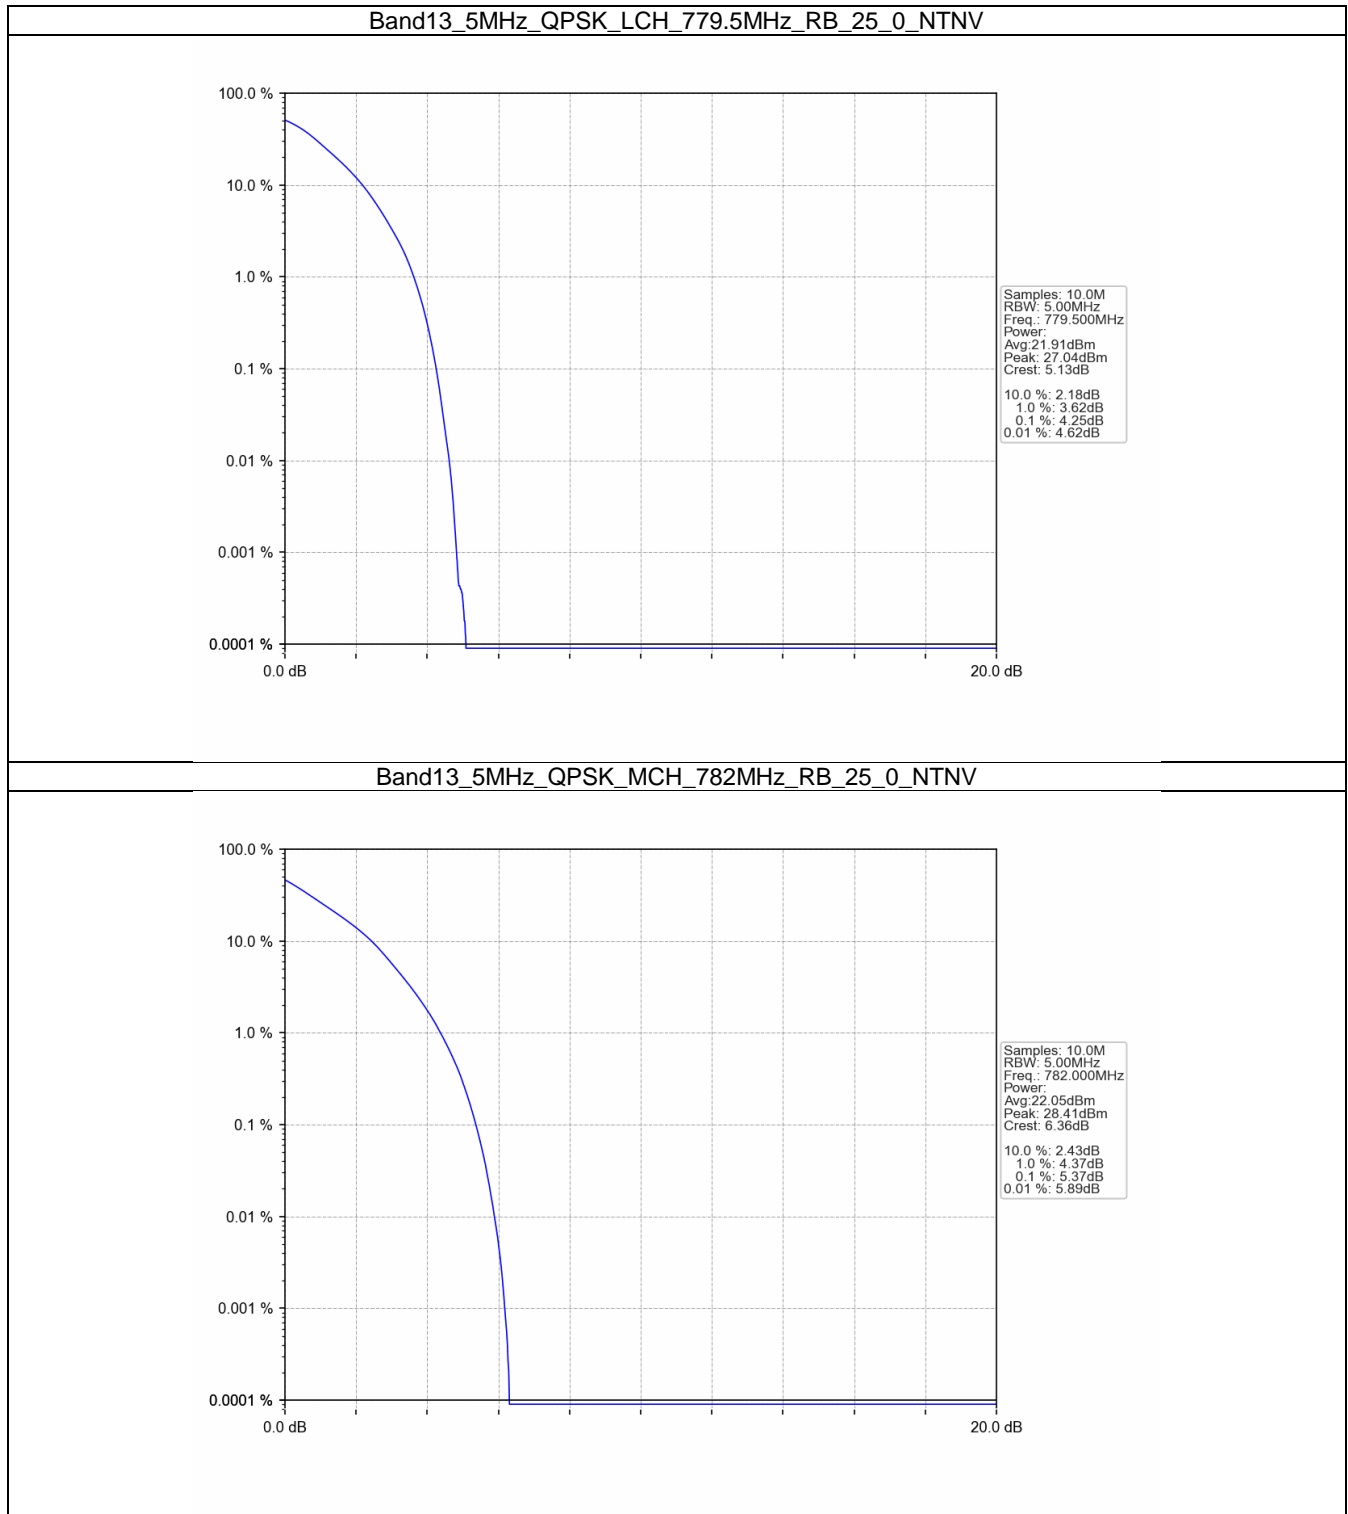 Band13_5MHz_QPSK_LCH_779.5MHz_RB_25_0_NTNV
100.0 %
10.0 %
1.0 %
0.1 %
0.01 %
0.001 %
0.0001 %
0.0 dB
20.0 dB
Samples: 10.0M
RBW: 5.00MHz
Freq.: 779.500MHz
Power:
Avg:21.91dBm
Peak: 27.04dBm
Crest: 5.13dB
10.0 %: 2.18dB
1.0 %: 3.62dB
0.1 %: 4.25dB
0.01 %: 4.62dB
Band13_5MHz_QPSK_MCH_782MHz_RB_25_0_NTNV
100.0 %
10.0 %
1.0 %
0.1 %
0.01 %
0.001 %
0.0001 %
0.0 dB
20.0 dB
Samples: 10.0M
RBW: 5.00MHz
Freq.: 782.000MHz
Power:
Avg:22.05dBm
Peak: 28.41dBm
Crest: 6.36dB
10.0 %: 2.43dB
1.0 %: 4.37dB
0.1 %: 5.37dB
0.01 %: 5.89dB